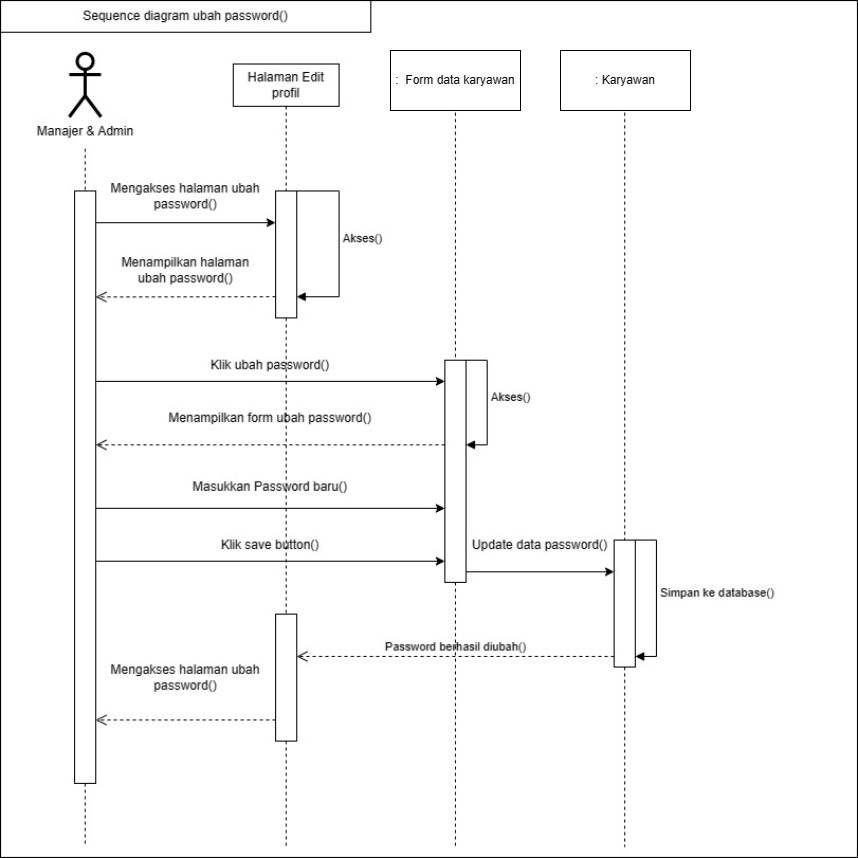 Sequence diagram ubah password()
Halaman Edit
profil
: Form data karyawan
: Karyawan
Manajer & Admin
Mengakses halaman ubah
password()
Akses()
Menampilkan halaman
ubah password()
Klik ubah password()
Akses()
Menampilkan form ubah password()
Masukkan Password baru()
Klik save button()
Update data password()
Simpan ke database()
Password berhasil diubah()
Mengakses halaman ubah
password()